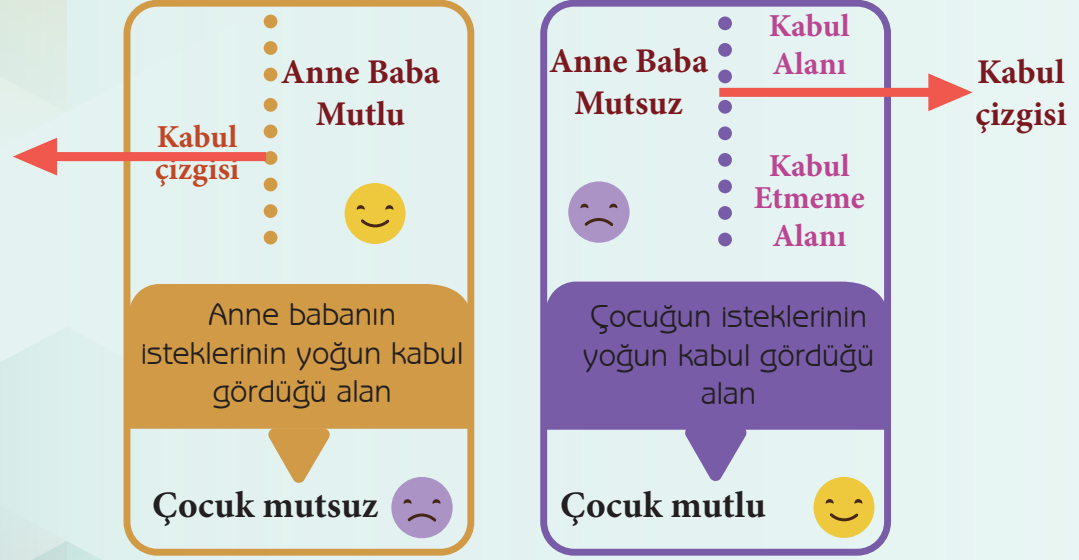 Anne Baba
Mutlu
Kabul
çizgisi
Anne babanın
isteklerinin yoğun kabul
gördüğü alan
Çocuk mutsuz
Anne Baba
Mutsuz
Kabul
Alanı
Kabul
çizgisi
Kabul
Etmeme
Alanı
Çocuğun isteklerinin
yoğun kabul gördüğü
alan
Çocuk mutlu